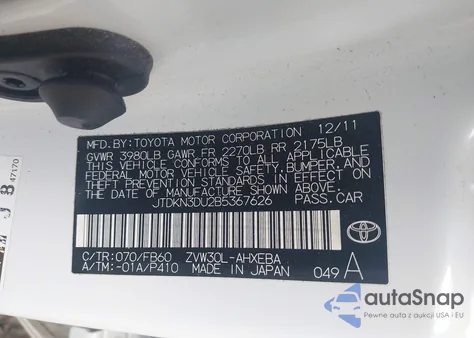 MFD. BY: TOYOTA MOTOR CORPORATION 12/11
GVWR 3980LB GAWR FR 2270LB RR 2175LB
THIS VEHICLE CONFORMS TO ALL APPLICABLE
FEDERAL MOTOR VEHICLE SAFETY, BUMPER, AND
THEFT PREVENTION STANDARDS IN EFFECT ON
THE DATE OF MANUFACTURE SHOWN ABOVE.
JTDKN3DU2B5367626 PASS. CAR
C/TR: 070/FB60 ZVW30L-AHXEBA
A/TM: -01A/P410 MADE IN JAPAN 049 A
J B 47170
autaSnap
Pewne auta z aukcji USA i EU